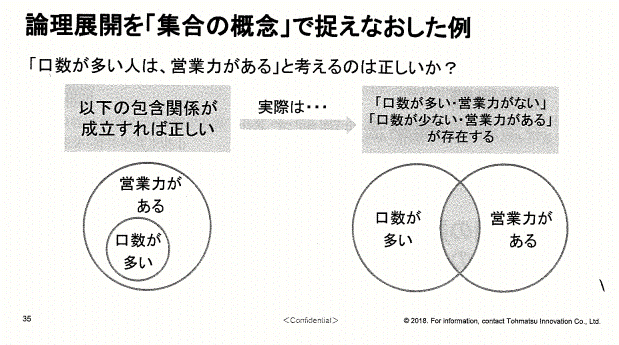 論理展開を「集合の概念」で捉えなおした例
「口数が多い人は、営業力がある」と考えるのは正しいか？
以下の包含関係が
成立すれば正しい
実際は・・・
「口数が多い・営業力がない」
「口数が少ない・営業力がある」
が存在する
営業力が
ある
口数が
多い
口数が
多い
営業力が
ある
35
＜Confidential＞
© 2018. For information, contact Tohmatsu Innovation Co., Ltd.